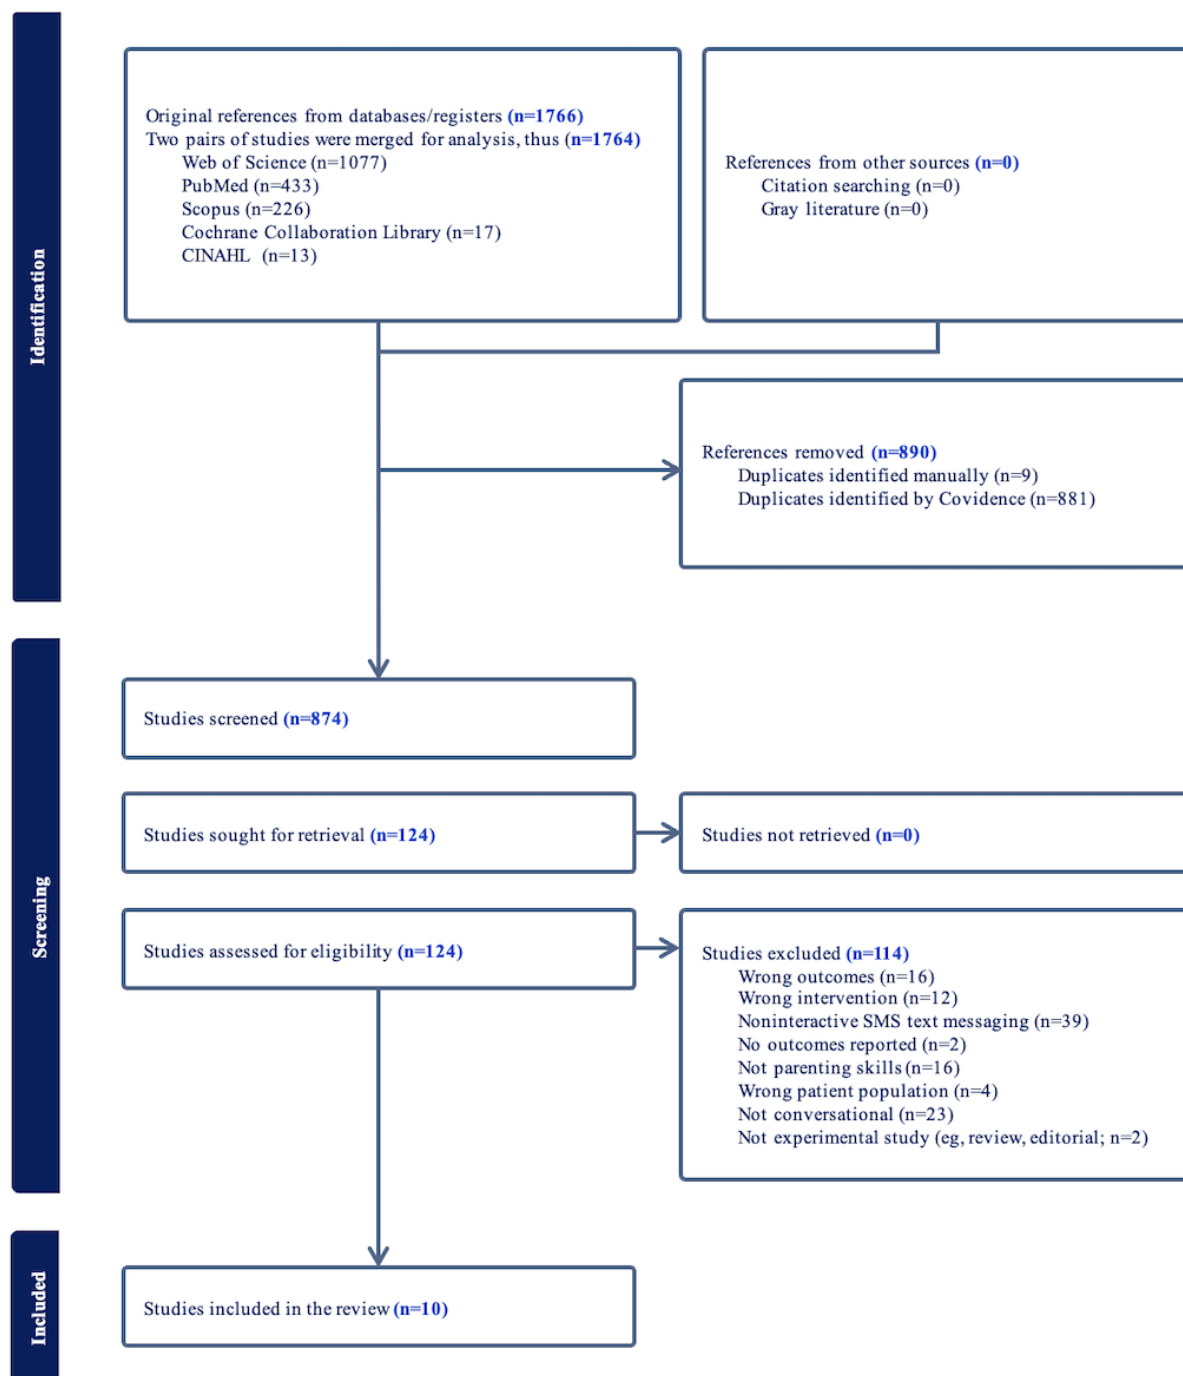 Identification
Original references from databases/registers (n=1766)
Two pairs of studies were merged for analysis, thus (n=1764)
Web of Science (n=1077)
PubMed (n=433)
Scopus (n=226)
Cochrane Collaboration Library (n=17)
CINAHL (n=13)
References from other sources (n=0)
Citation searching (n=0)
Gray literature (n=0)
References removed (n=890)
Duplicates identified manually (n=9)
Duplicates identified by Covidence (n=881)
Screening
Studies screened (n=874)
Studies sought for retrieval (n=124)
Studies not retrieved (n=0)
Studies assessed for eligibility (n=124)
Studies excluded (n=114)
Wrong outcomes (n=16)
Wrong intervention (n=12)
Noninteractive SMS text messaging (n=39)
No outcomes reported (n=2)
Not parenting skills (n=16)
Wrong patient population (n=4)
Not conversational (n=23)
Not experimental study (eg, review, editorial; n=2)
Included
Studies included in the review (n=10)